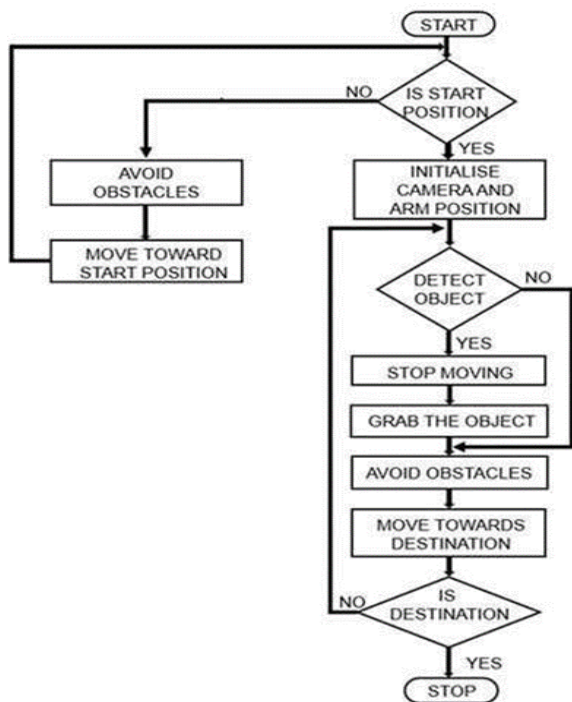 START
NO
IS START
POSITION
YES
AVOID
OBSTACLES
MOVE TOWARD
START POSITION
INITIALISE
CAMERA AND
ARM POSITION
DETECT
OBJECT
NO
YES
STOP MOVING
GRAB THE OBJECT
AVOID OBSTACLES
MOVE TOWARDS
DESTINATION
NO
IS
DESTINATION
YES
STOP